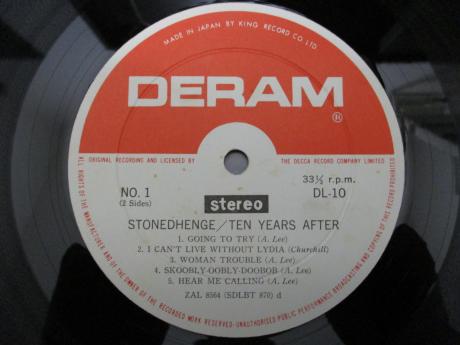 MADE IN JAPAN BY KING RECORD CO. LTD
DERAM
®
ORIGINAL RECORDING AND LICENSED BY THE DECCA RECORD COMPANY LIMITED
NO. 1
(2 Sides)
stereo
33⅓ r.p.m.
DL-10
STONEDHENGE/TEN YEARS AFTER
1. GOING TO TRY (A. Lee)
2. I CAN'T LIVE WITHOUT LYDIA (Churchill)
3. WOMAN TROUBLE (A. Lee)
4. SKOOBLY-OOBLY-DOOBOB (A. Lee)
5. HEAR ME CALLING (A. Lee)
ZAL 8564 (SDLBT 870) d
ALL RIGHTS OF THE MANUFACTURER AND OF THE OWNER OF THE RECORDED WORK RESERVED-UNAUTHORISED PUBLIC PERFORMANCE BROADCASTING AND COPYING OF THIS RECORD PROHIBITED